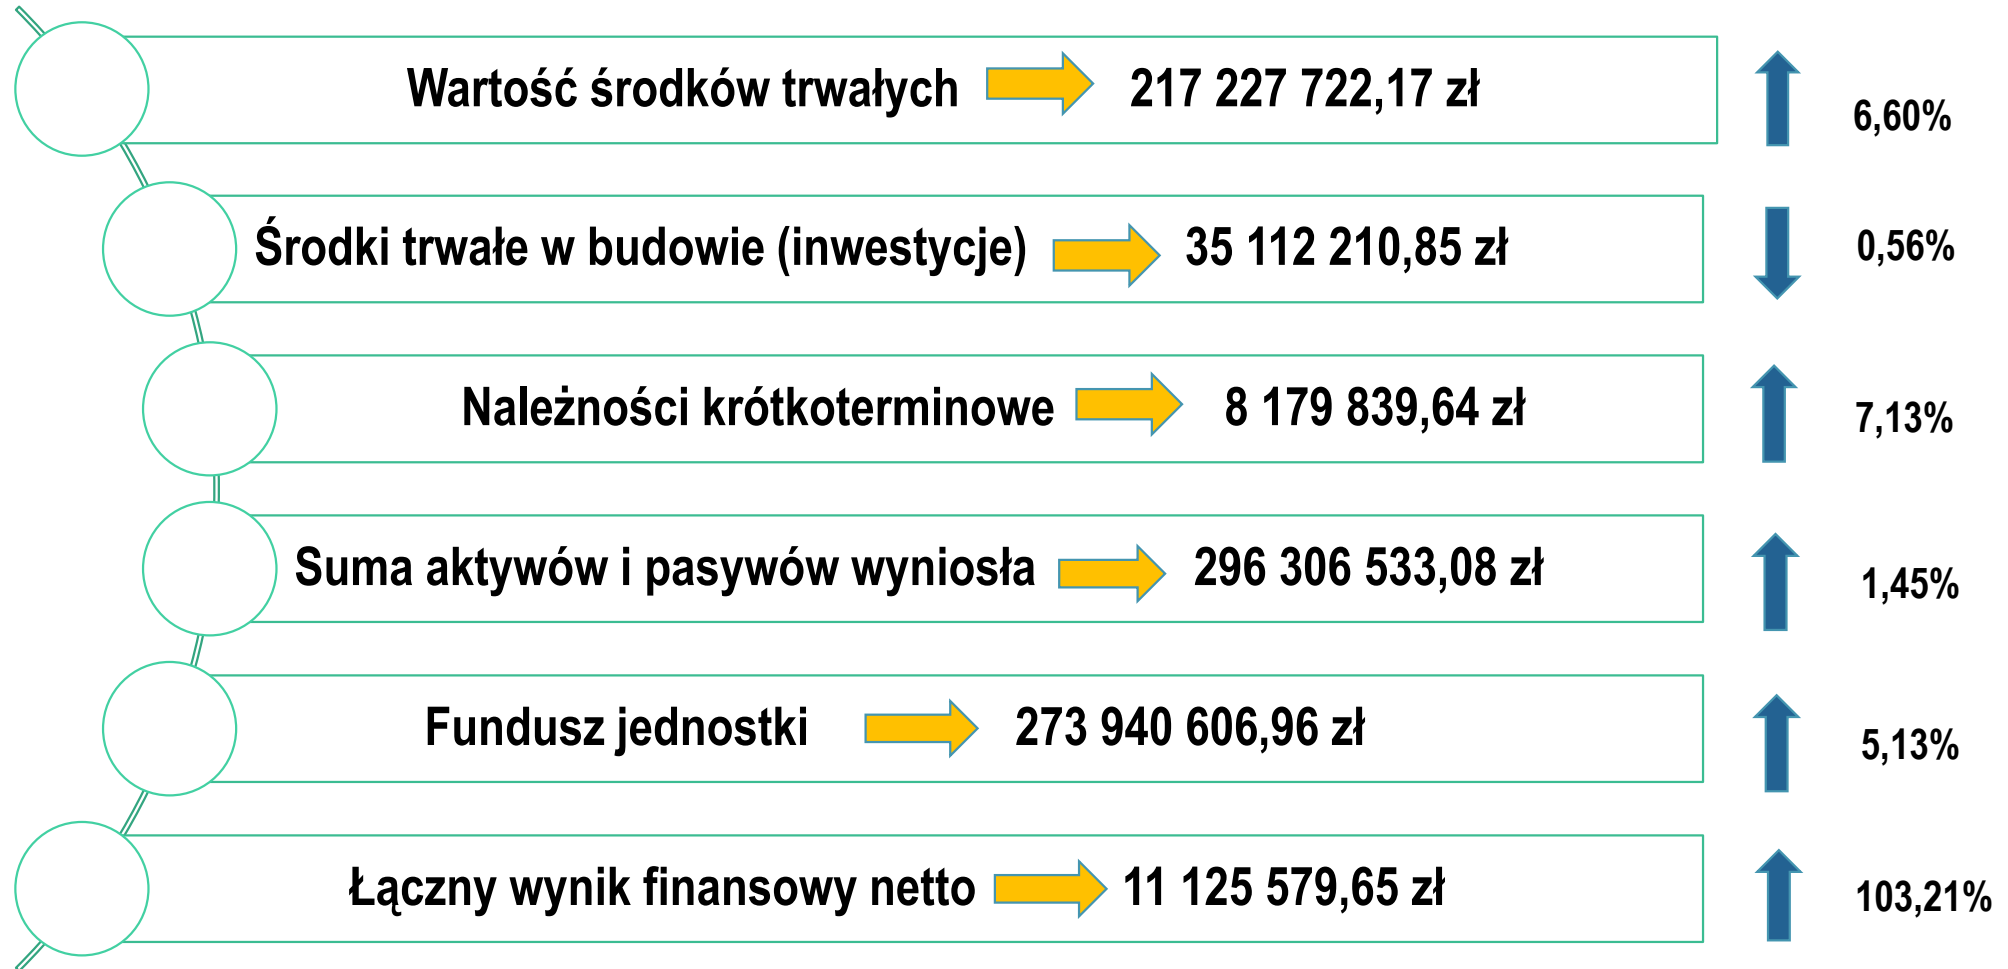 Wartość środków trwałych 217 227 722,17 zł 6,60%
Środki trwałe w budowie (inwestycje) 35 112 210,85 zł 0,56%
Należności krótkoterminowe 8 179 839,64 zł 7,13%
Suma aktywów i pasywów wyniosła 296 306 533,08 zł 1,45%
Fundusz jednostki 273 940 606,96 zł 5,13%
Łączny wynik finansowy netto 11 125 579,65 zł 103,21%